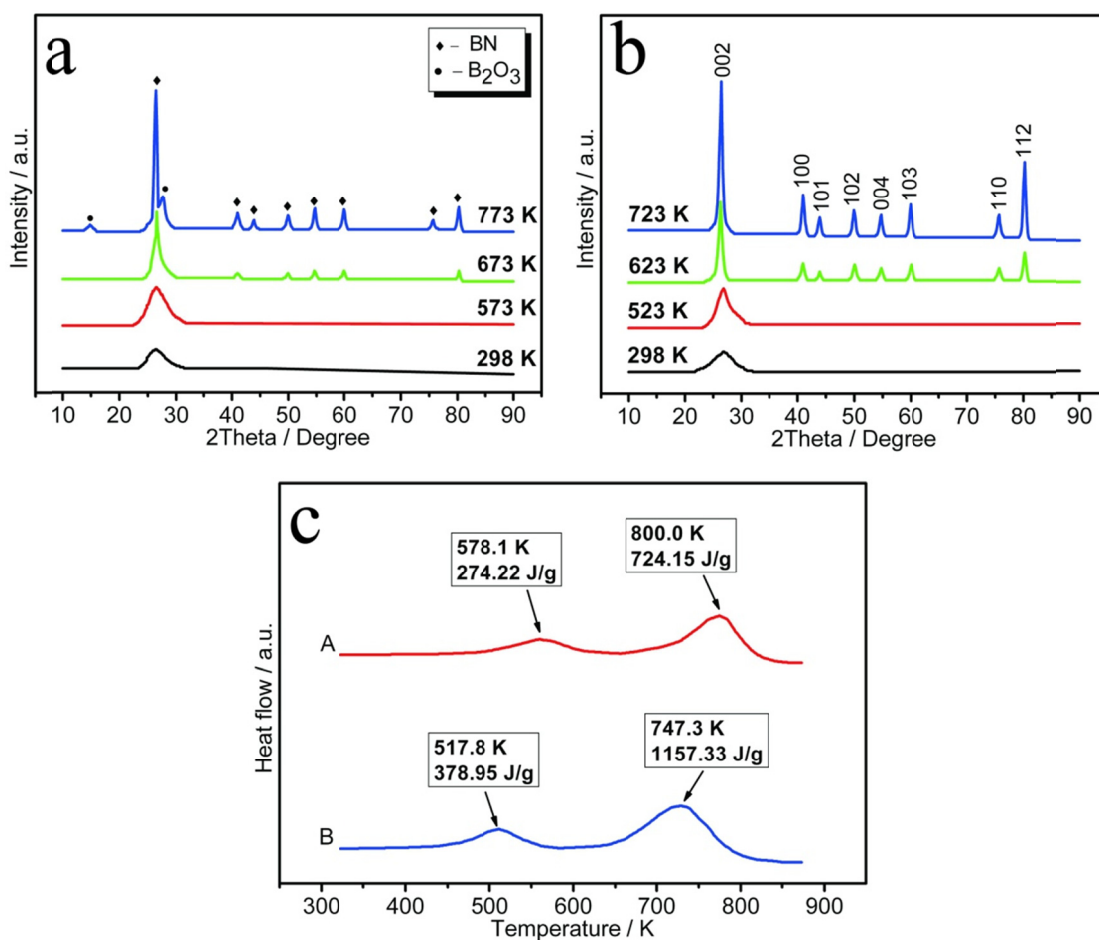 a
♦ – BN
● – B₂O₃
773 K
673 K
573 K
298 K
Intensity / a.u.
10 20 30 40 50 60 70 80 90
2Theta / Degree
b
002
100
101
102
004
103
110
112
723 K
623 K
523 K
298 K
Intensity / a.u.
10 20 30 40 50 60 70 80 90
2Theta / Degree
c
578.1 K
274.22 J/g
800.0 K
724.15 J/g
A
517.8 K
378.95 J/g
747.3 K
1157.33 J/g
B
Heat flow / a.u.
300 400 500 600 700 800 900
Temperature / K